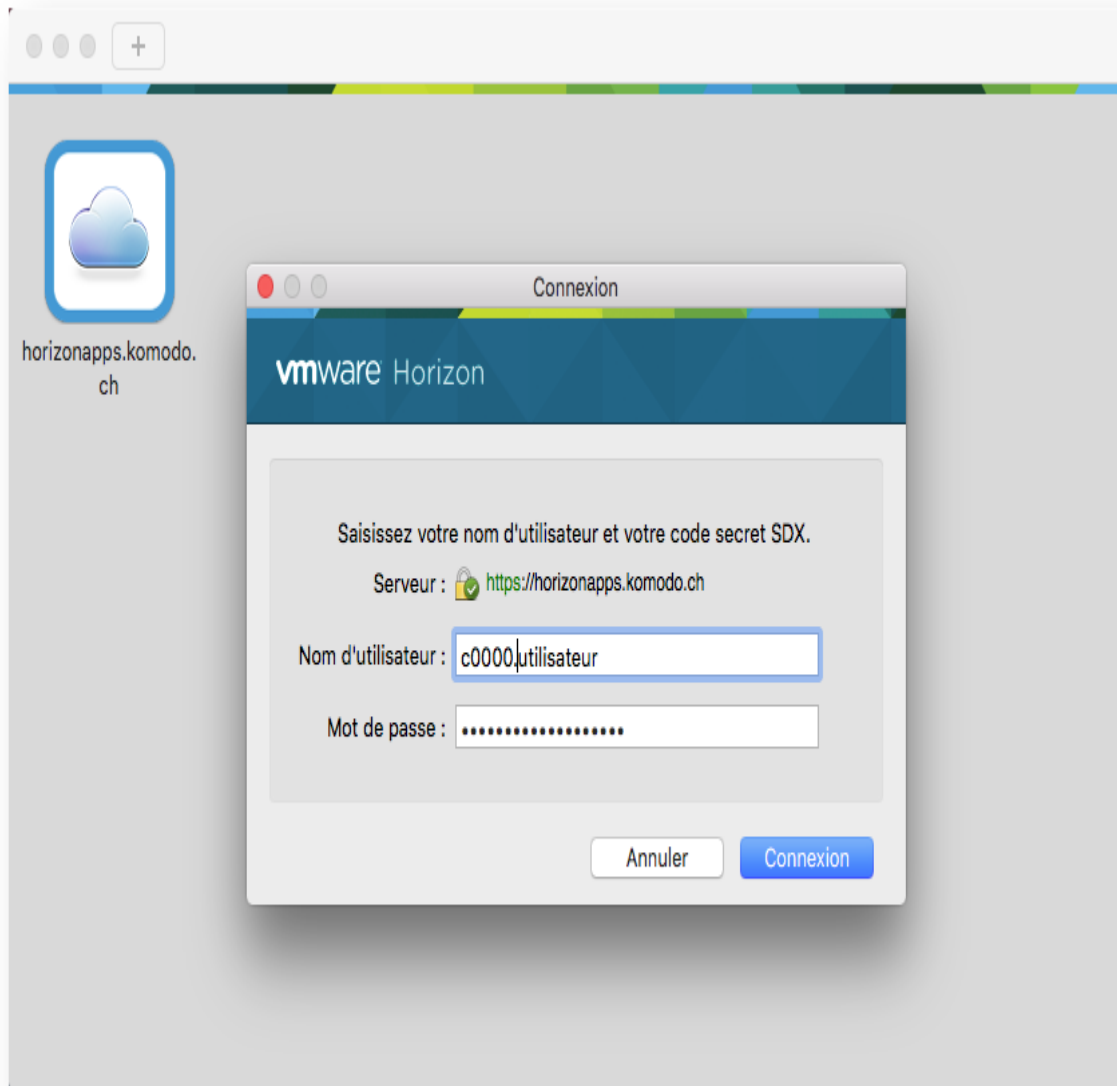 +
horizonapps.komodo.
ch
Connexion
vmware Horizon
Saisissez votre nom d'utilisateur et votre code secret SDX.
Serveur : https://horizonapps.komodo.ch
Nom d'utilisateur : c0000.utilisateur
Mot de passe : •••••••••••••••••••
Annuler Connexion